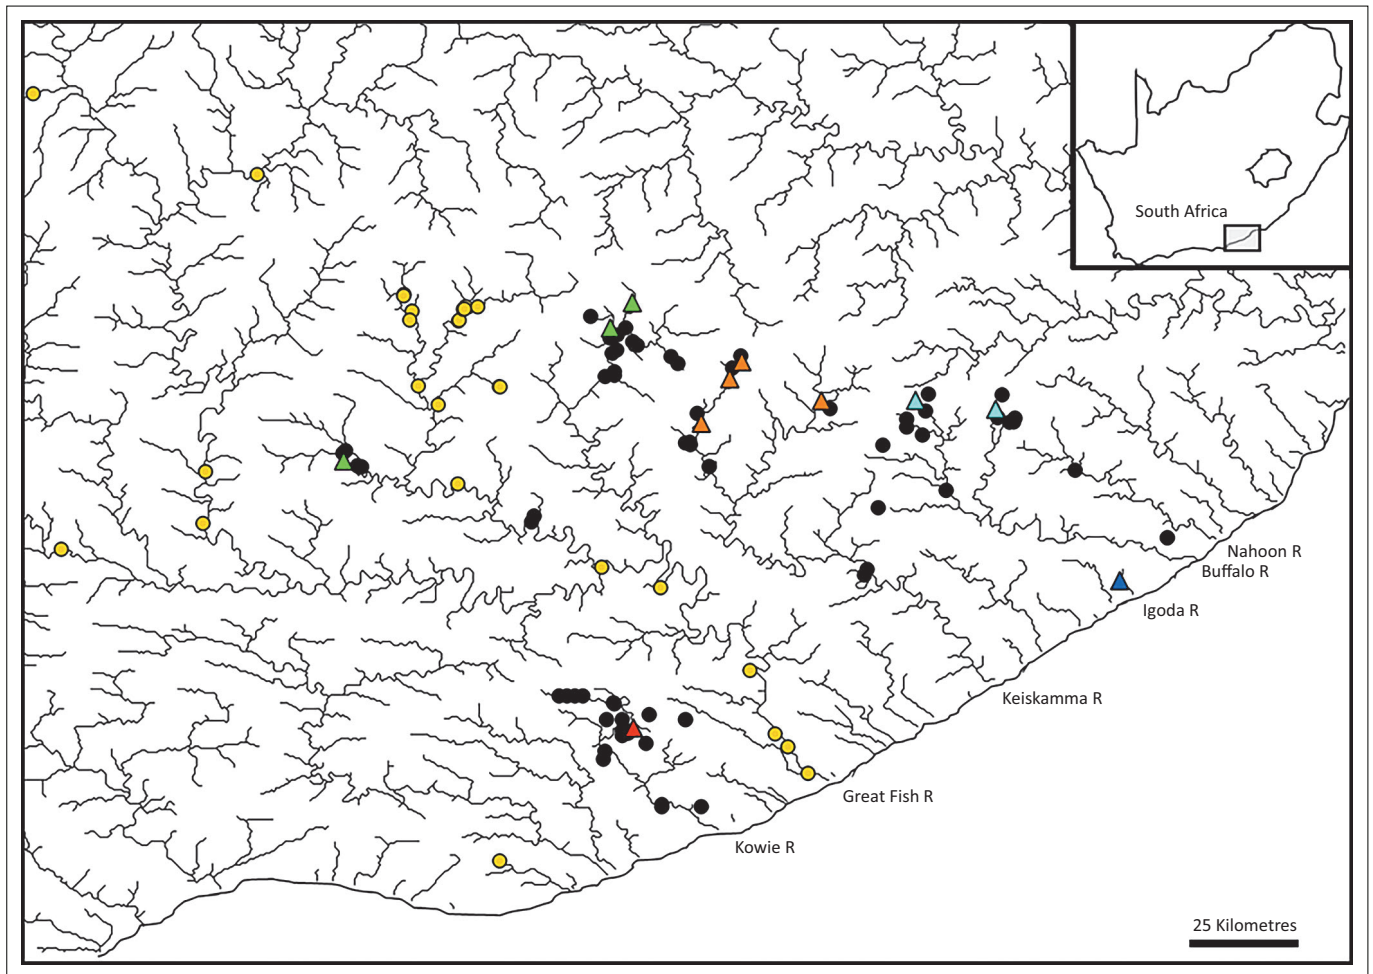 South Africa
Nahoon R
Buffalo R
Igoda R
Keiskamma R
Great Fish R
Kowie R
25 Kilometres